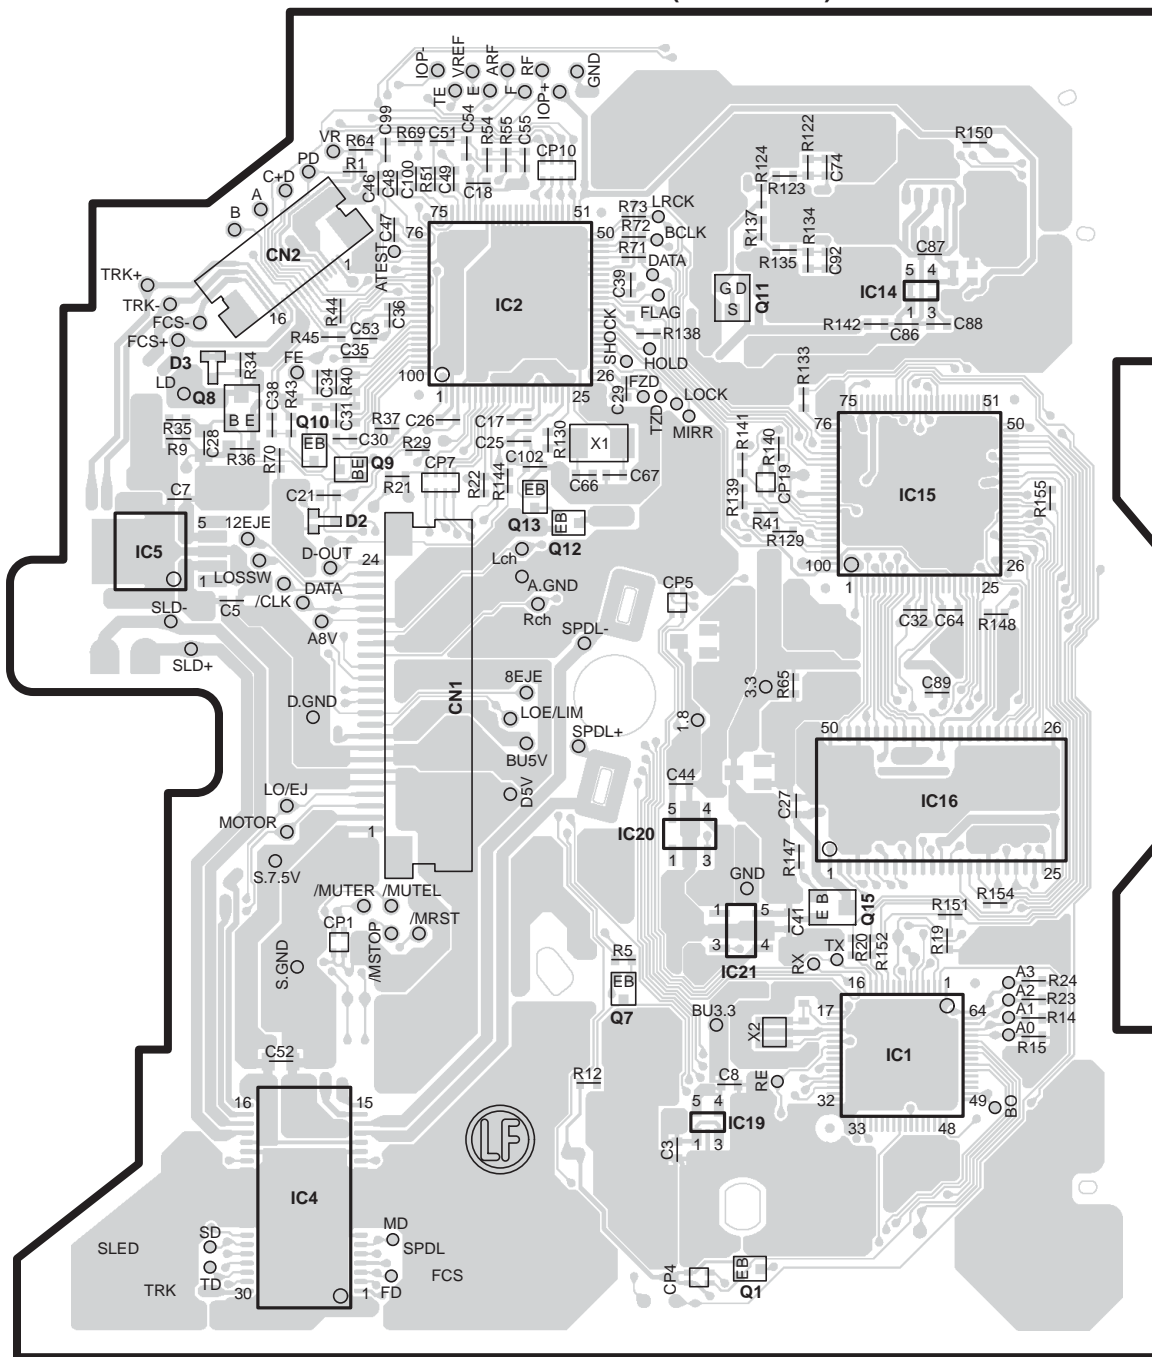 IOP- VREF ARF RF GND
TE E F IOP+
VR R64 C99 R69 C51 C54 R54 R55 C55 R122 R150
PD R1 C46 C48 C100 R51 C49 C18 CP10 R124 R123 C74
C+D
A
B
CN2 1 16
C47 ATEST 75 76 51 50
R73 LRCK
R72 BCLK
R71 DATA
C39 FLAG
R137 R134 R135 C92 C87
TRK+
TRK-
FCS-
FCS+
R44 C36 IC2
G D
S
Q11
5 4
IC14
1 3
R45 C53 C35 SHOCK R138 HOLD R142 C86 C88
D3 R34 FE R133
LD Q8 C38 R43 C34 R40 100 1 26 25 C29 FZD TZD LOCK MIRR
B E Q10 C31 R37 C26 C17 75 51
R35 R9 C28 EB C30 R29 C25 R130 X1 R141 R140 76 50
R36 R70 BE Q9 CP7 C102 C66 C67 R139 CP19 IC15 R155
C7 C21 R21 R22 R144 EB
Q13
EB
Q12
R41 R129
IC5 5 1 12EJE D2 D-OUT 24 Lch 100 1 26 25
LOSSW
/CLK DATA A.GND CP5
SLD- C5 A8V Rch SPDL- C32 C64 R148
SLD+
8EJE 3.3 R65 C89
D.GND CN1 LOE/LIM 1.8
SPDL+ 50 26
BU5V
D5V C44 C27 IC16
LO/EJ
MOTOR 1 5 4
IC20
1 3
R147
1 25
S.7.5V GND
/MUTER /MUTEL 1 5 C41 E B Q15 R151 R154
CP1 /MSTOP /MRST 3 4 IC21 RX TX R20 R152 R19
S.GND R5
EB
Q7
16 1 A3 R24
A2 R23
BU3.3 17 64 A1 R14
X2 A0 R15
IC1
C52 R12 C8 RE 32 49 BO
16 15 5 4
IC19
1 3
33 48
LF C3
IC4
SLED SD MD SPDL
TRK TD 30 1 FD FCS
CP4 EB
Q1